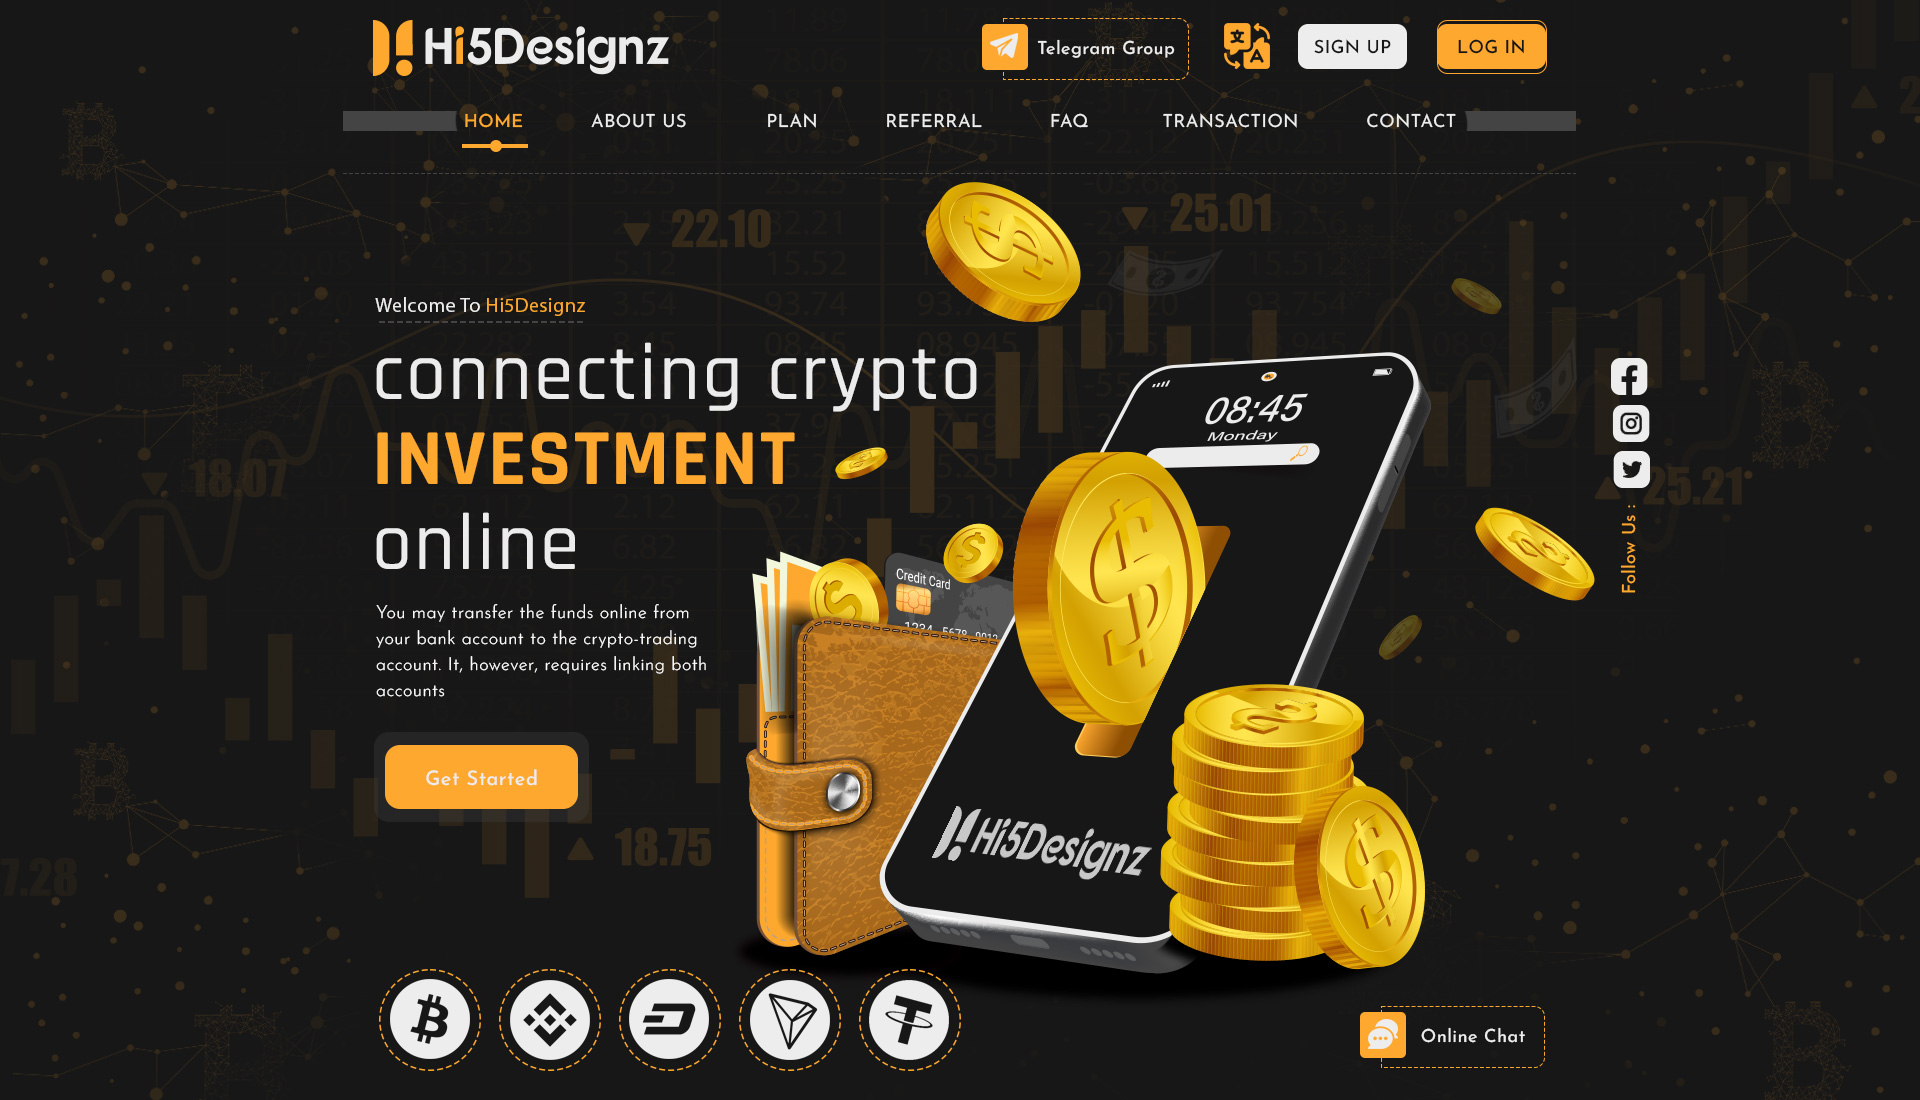 Hi5Designz
Telegram Group
文 A
SIGN UP
LOG IN
HOME
ABOUT US
PLAN
REFERRAL
FAQ
TRANSACTION
CONTACT
22.10
25.01
Welcome To Hi5Designz
connecting crypto
INVESTMENT
online
08:45
Monday
18.07
25.21
Follow Us :
Credit Card
1234 5678 9012
You may transfer the funds online from
your bank account to the crypto-trading
account. It, however, requires linking both
accounts
Get Started
18.75
7.28
Hi5Designz
Online Chat